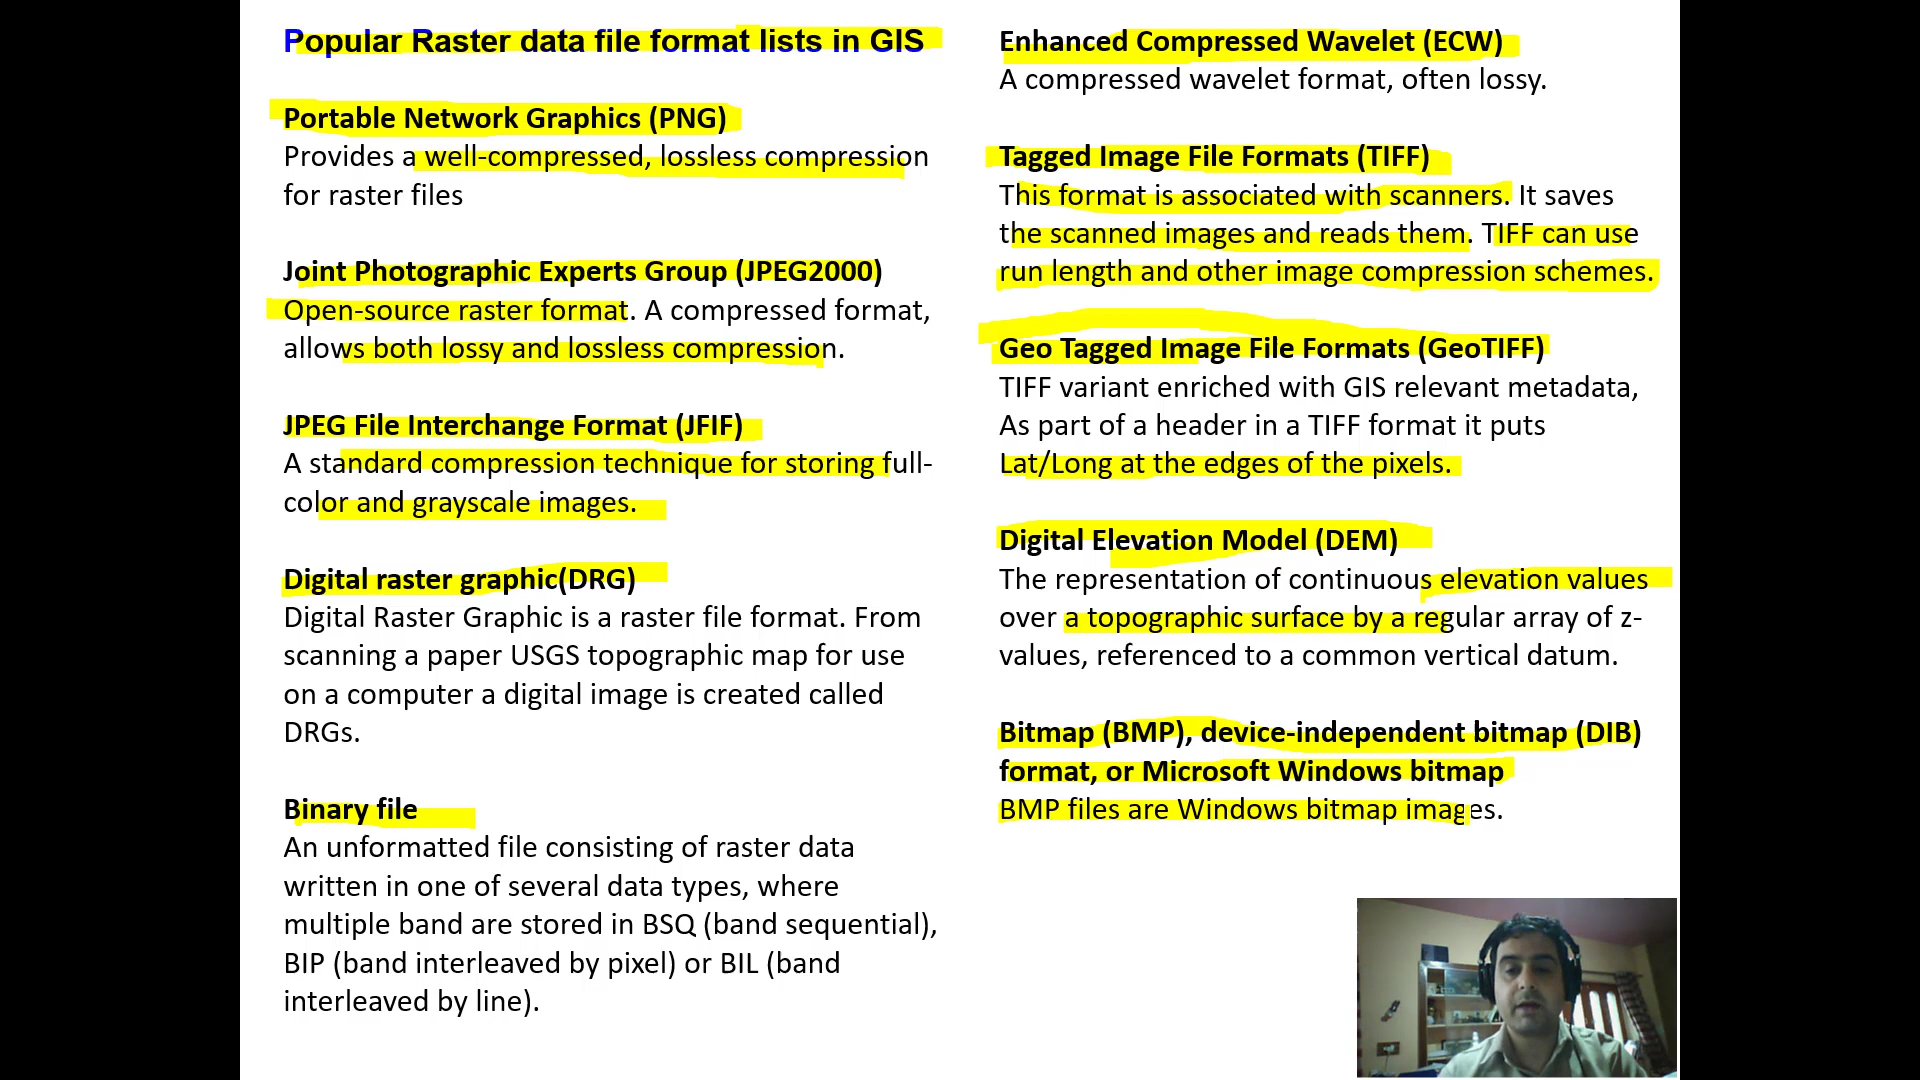 Popular Raster data file format lists in GIS
Portable Network Graphics (PNG)
Provides a well-compressed, lossless compression
for raster files
Joint Photographic Experts Group (JPEG2000)
Open-source raster format. A compressed format,
allows both lossy and lossless compression.
JPEG File Interchange Format (JFIF)
A standard compression technique for storing full-
color and grayscale images.
Digital raster graphic(DRG)
Digital Raster Graphic is a raster file format. From
scanning a paper USGS topographic map for use
on a computer a digital image is created called
DRGs.
Binary file
An unformatted file consisting of raster data
written in one of several data types, where
multiple band are stored in BSQ (band sequential),
BIP (band interleaved by pixel) or BIL (band
interleaved by line).
Enhanced Compressed Wavelet (ECW)
A compressed wavelet format, often lossy.
Tagged Image File Formats (TIFF)
This format is associated with scanners. It saves
the scanned images and reads them. TIFF can use
run length and other image compression schemes.
Geo Tagged Image File Formats (GeoTIFF)
TIFF variant enriched with GIS relevant metadata,
As part of a header in a TIFF format it puts
Lat/Long at the edges of the pixels.
Digital Elevation Model (DEM)
The representation of continuous elevation values
over a topographic surface by a regular array of z-
values, referenced to a common vertical datum.
Bitmap (BMP), device-independent bitmap (DIB)
format, or Microsoft Windows bitmap
BMP files are Windows bitmap images.